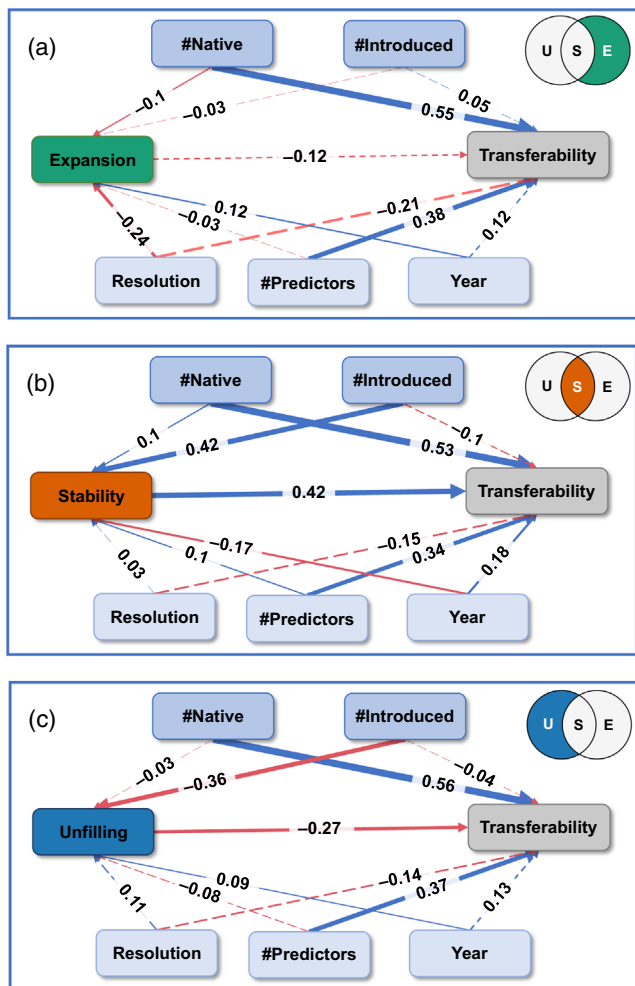 (a)
#Native
#Introduced
U S E
–0.1
–0.03
0.05
0.55
Expansion
–0.12
Transferability
–0.24
–0.03
0.12
–0.21
0.38
0.12
Resolution
#Predictors
Year
(b)
#Native
#Introduced
U S E
0.1
0.42
0.53
–0.1
Stability
0.42
Transferability
0.03
0.1
–0.17
–0.15
0.34
0.18
Resolution
#Predictors
Year
(c)
#Native
#Introduced
U S E
–0.03
–0.36
0.56
–0.04
Unfilling
–0.27
Transferability
0.11
–0.08
0.09
–0.14
0.37
0.13
Resolution
#Predictors
Year